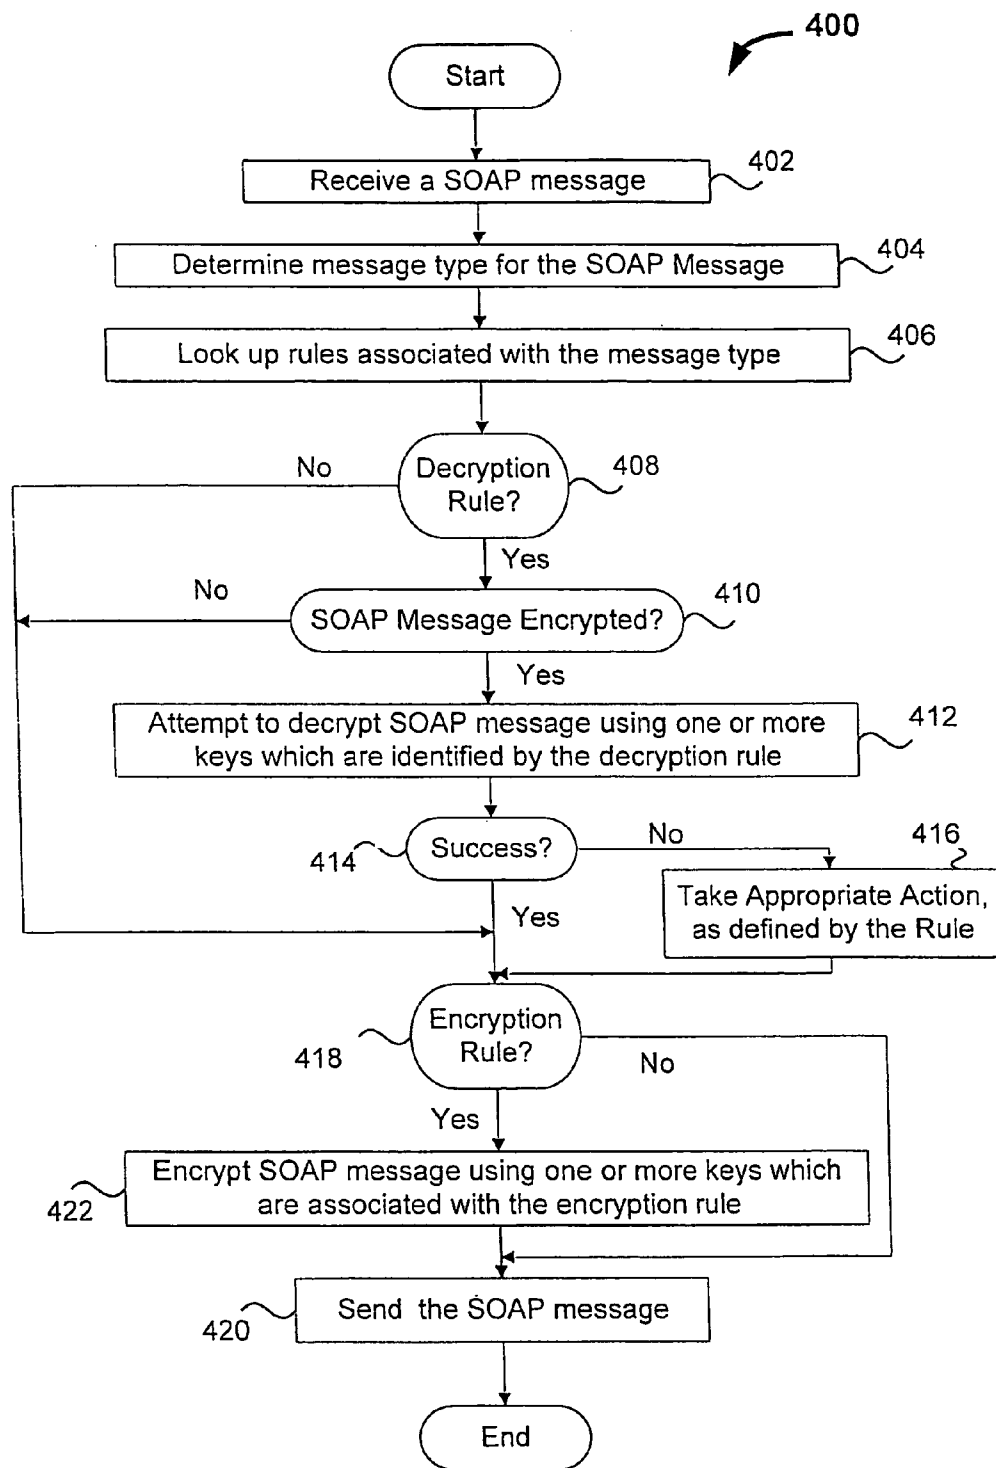 400
Start
Receive a SOAP message
402
Determine message type for the SOAP Message
404
Look up rules associated with the message type
406
No
Decryption
Rule?
408
Yes
No
SOAP Message Encrypted?
410
Yes
Attempt to decrypt SOAP message using one or more
keys which are identified by the decryption rule
412
414
Success?
No
416
Yes
Take Appropriate Action,
as defined by the Rule
418
Encryption
Rule?
No
Yes
Encrypt SOAP message using one or more keys which
are associated with the encryption rule
422
Send the SOAP message
420
End